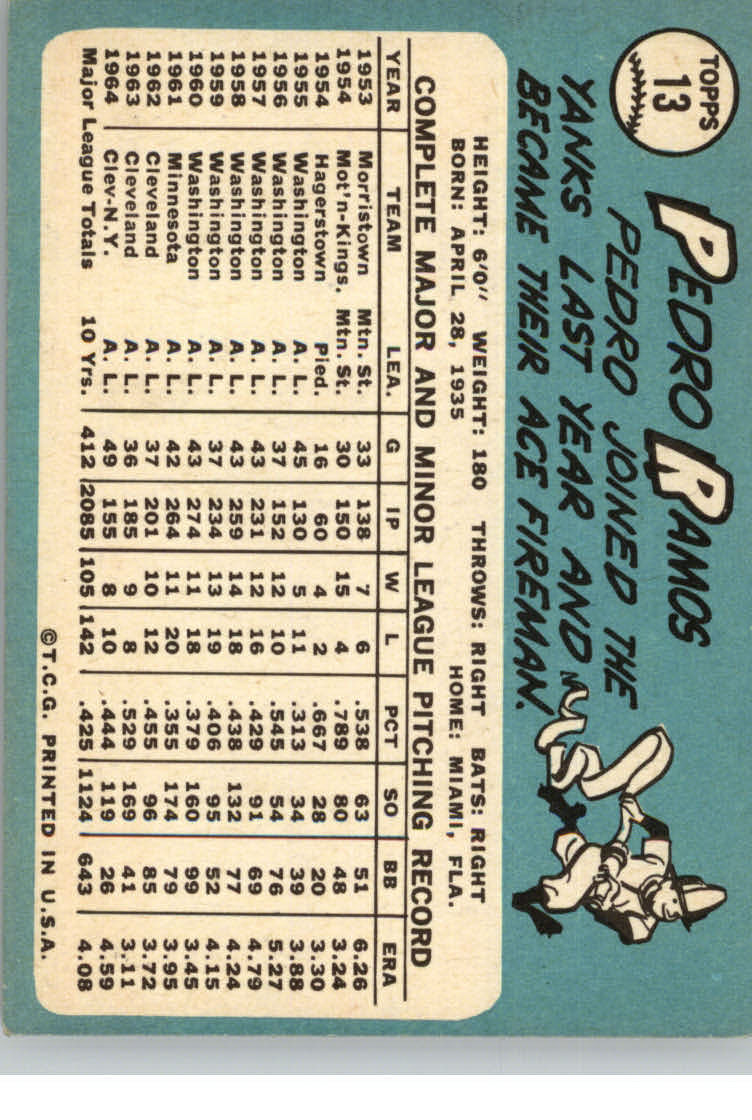 TOPPS
13
PEDRO RAMOS
PEDRO JOINED THE
YANKS LAST YEAR AND
BECAME THEIR ACE FIREMAN.
HEIGHT: 6'0" WEIGHT: 180 THROWS: RIGHT BATS: RIGHT
BORN: APRIL 28, 1935 HOME: MIAMI, FLA.
COMPLETE MAJOR AND MINOR LEAGUE PITCHING RECORD
YEAR TEAM LEA. G IP W L PCT SO BB ERA
1953 Morristown Mtn. St. 33 138 7 6 .538 63 51 6.26
1954 Mot'n-Kings. Mtn. St. 30 150 15 4 .789 80 48 3.24
1954 Hagerstown Pied. 16 60 4 2 .667 28 20 3.30
1955 Washington A. L. 45 130 5 11 .313 34 39 3.88
1956 Washington A. L. 37 152 12 10 .545 54 76 5.27
1957 Washington A. L. 43 231 12 16 .429 91 69 4.79
1958 Washington A. L. 43 259 14 18 .438 132 77 4.24
1959 Washington A. L. 37 234 13 19 .406 95 52 4.15
1960 Washington A. L. 43 274 11 18 .379 160 99 3.45
1961 Minnesota A. L. 42 264 11 20 .355 174 79 3.95
1962 Cleveland A. L. 37 201 10 12 .455 96 85 3.72
1963 Cleveland A. L. 36 185 9 8 .529 169 41 3.11
1964 Clev-N.Y. A. L. 49 155 8 10 .444 119 26 4.59
Major League Totals 10 Yrs. 412 2085 105 142 .425 1124 643 4.08
©T.C.G. PRINTED IN U.S.A.